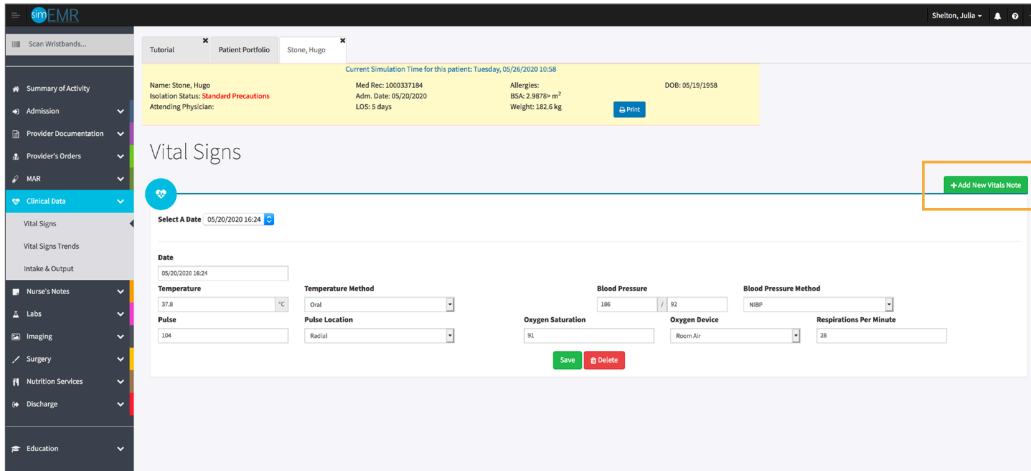 simEMR
Shelton, Julia
Scan Wristbands...
Tutorial
Patient Portfolio
Stone, Hugo
Current Simulation Time for this patient: Tuesday, 05/26/2020 10:58
Name: Stone, Hugo
Med Rec: 1000337184
Allergies:
DOB: 05/19/1958
Isolation Status: Standard Precautions
Adm. Date: 05/20/2020
BSA: 2.9878> m²
Attending Physician:
LOS: 5 days
Weight: 182.6 kg
Print
Summary of Activity
Admission
Provider Documentation
Provider's Orders
MAR
Clinical Data
Vital Signs
Vital Signs Trends
Intake & Output
Nurse's Notes
Labs
Imaging
Surgery
Nutrition Services
Discharge
Education
Vital Signs
+ Add New Vitals Note
Select A Date 05/20/2020 16:24
Date
05/20/2020 16:24
Temperature
Temperature Method
Blood Pressure
Blood Pressure Method
37.8 °C
Oral
186 / 92
NIBP
Pulse
Pulse Location
Oxygen Saturation
Oxygen Device
Respirations Per Minute
104
Radial
91
Room Air
Save
Delete